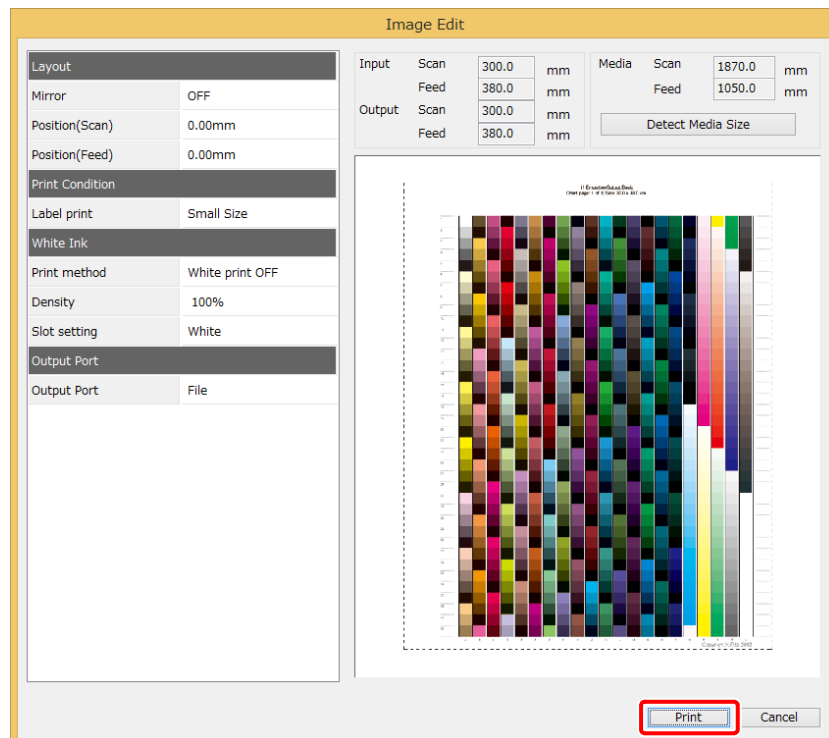 Image Edit
Layout
Mirror OFF
Position(Scan) 0.00mm
Position(Feed) 0.00mm
Print Condition
Label print Small Size
White Ink
Print method White print OFF
Density 100%
Slot setting White
Output Port
Output Port File
Input Scan 300.0 mm
Feed 380.0 mm
Output Scan 300.0 mm
Feed 380.0 mm
Media Scan 1870.0 mm
Feed 1050.0 mm
Detect Media Size
Print Cancel